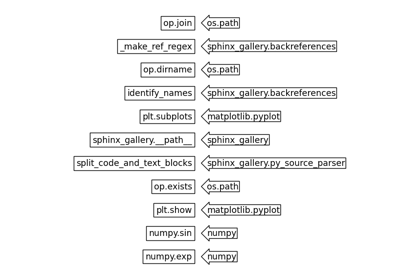 op.join os.path
_make_ref_regex sphinx_gallery.backreferences
op.dirname os.path
identify_names sphinx_gallery.backreferences
plt.subplots matplotlib.pyplot
sphinx_gallery.__path__ sphinx_gallery
split_code_and_text_blocks sphinx_gallery.py_source_parser
op.exists os.path
plt.show matplotlib.pyplot
numpy.sin numpy
numpy.exp numpy